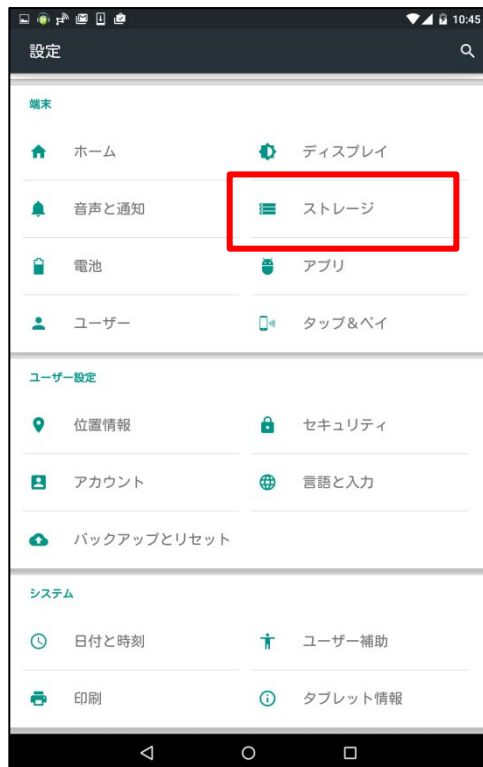 10:45
設定
端末
ホーム
ディスプレイ
音声と通知
ストレージ
電池
アプリ
ユーザー
タップ&ペイ
ユーザー設定
位置情報
セキュリティ
アカウント
言語と入力
バックアップとリセット
システム
日付と時刻
ユーザー補助
印刷
タブレット情報